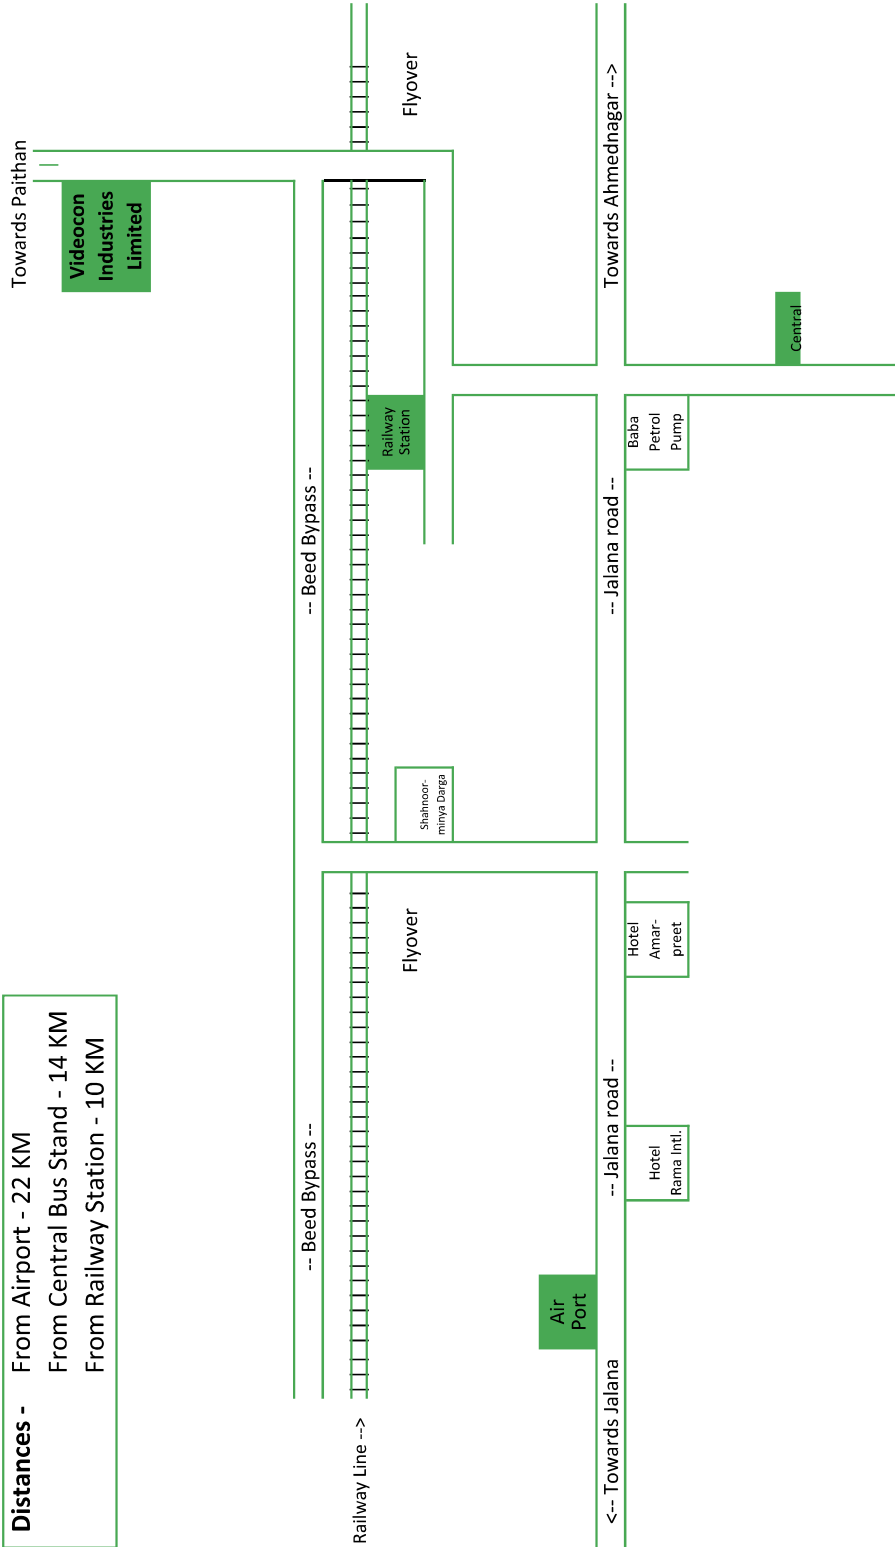 Distances - From Airport - 22 KM
From Central Bus Stand - 14 KM
From Railway Station - 10 KM
Towards Paithan
Videocon
Industries
Limited
-- Beed Bypass --
-- Beed Bypass --
Railway Line -->
Flyover
Shahnoor-
minya Darga
Railway
Station
Flyover
Air
Port
<-- Towards Jalana
-- Jalana road --
-- Jalana road --
Towards Ahmednagar -->
Hotel
Rama Intl.
Hotel
Amar-
preet
Baba
Petrol
Pump
Central